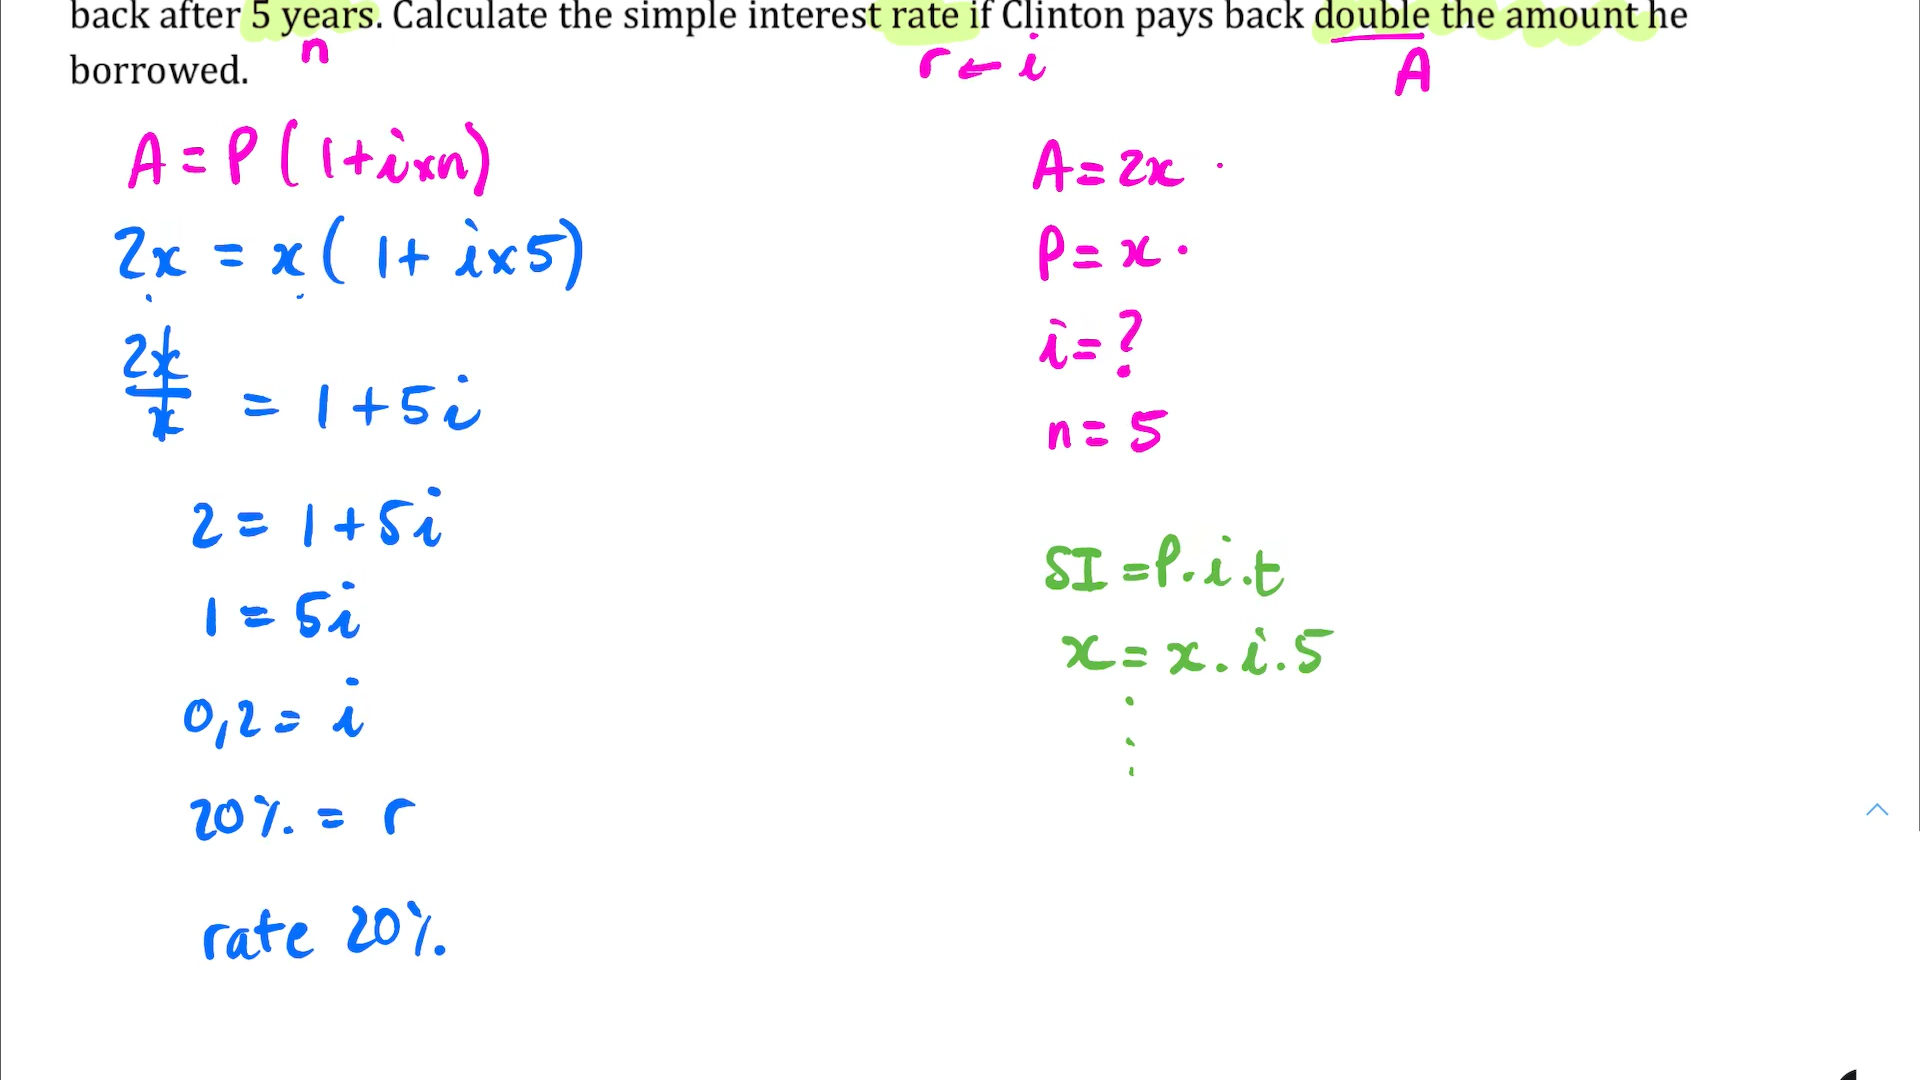 back after 5 years. Calculate the simple interest rate if Clinton pays back double the amount he
n
r ← i
A
borrowed.
A = P ( 1 + i x n )
2x = x ( 1 + i x 5 )
2x
x
= 1 + 5i
2 = 1 + 5i
1 = 5i
0,2 = i
20% = r
rate 20%.
A = 2x
P = x
i = ?
n = 5
SI = P . i . t
x = x . i . 5